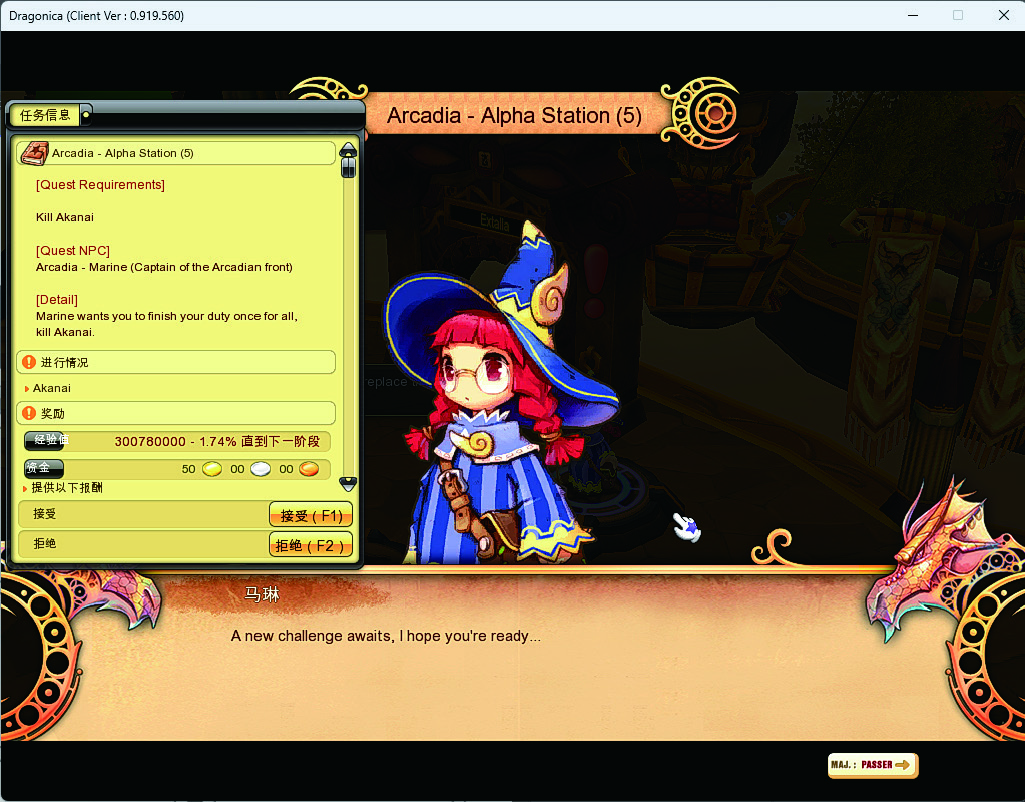 Dragonica (Client Ver : 0.919.560)
Arcadia - Alpha Station (5)
任务信息
Arcadia - Alpha Station (5)
[Quest Requirements]
Kill Akanai
[Quest NPC]
Arcadia - Marine (Captain of the Arcadian front)
[Detail]
Marine wants you to finish your duty once for all,
kill Akanai.
进行情况
Akanai
奖励
经验值 300780000 - 1.74% 直到下一阶段
资金 50 00 00
提供以下报酬
接受 接受 ( F1)
拒绝 拒绝 ( F2 )
Extalia
replace
马琳
A new challenge awaits, I hope you're ready...
MAJ. : PASSER